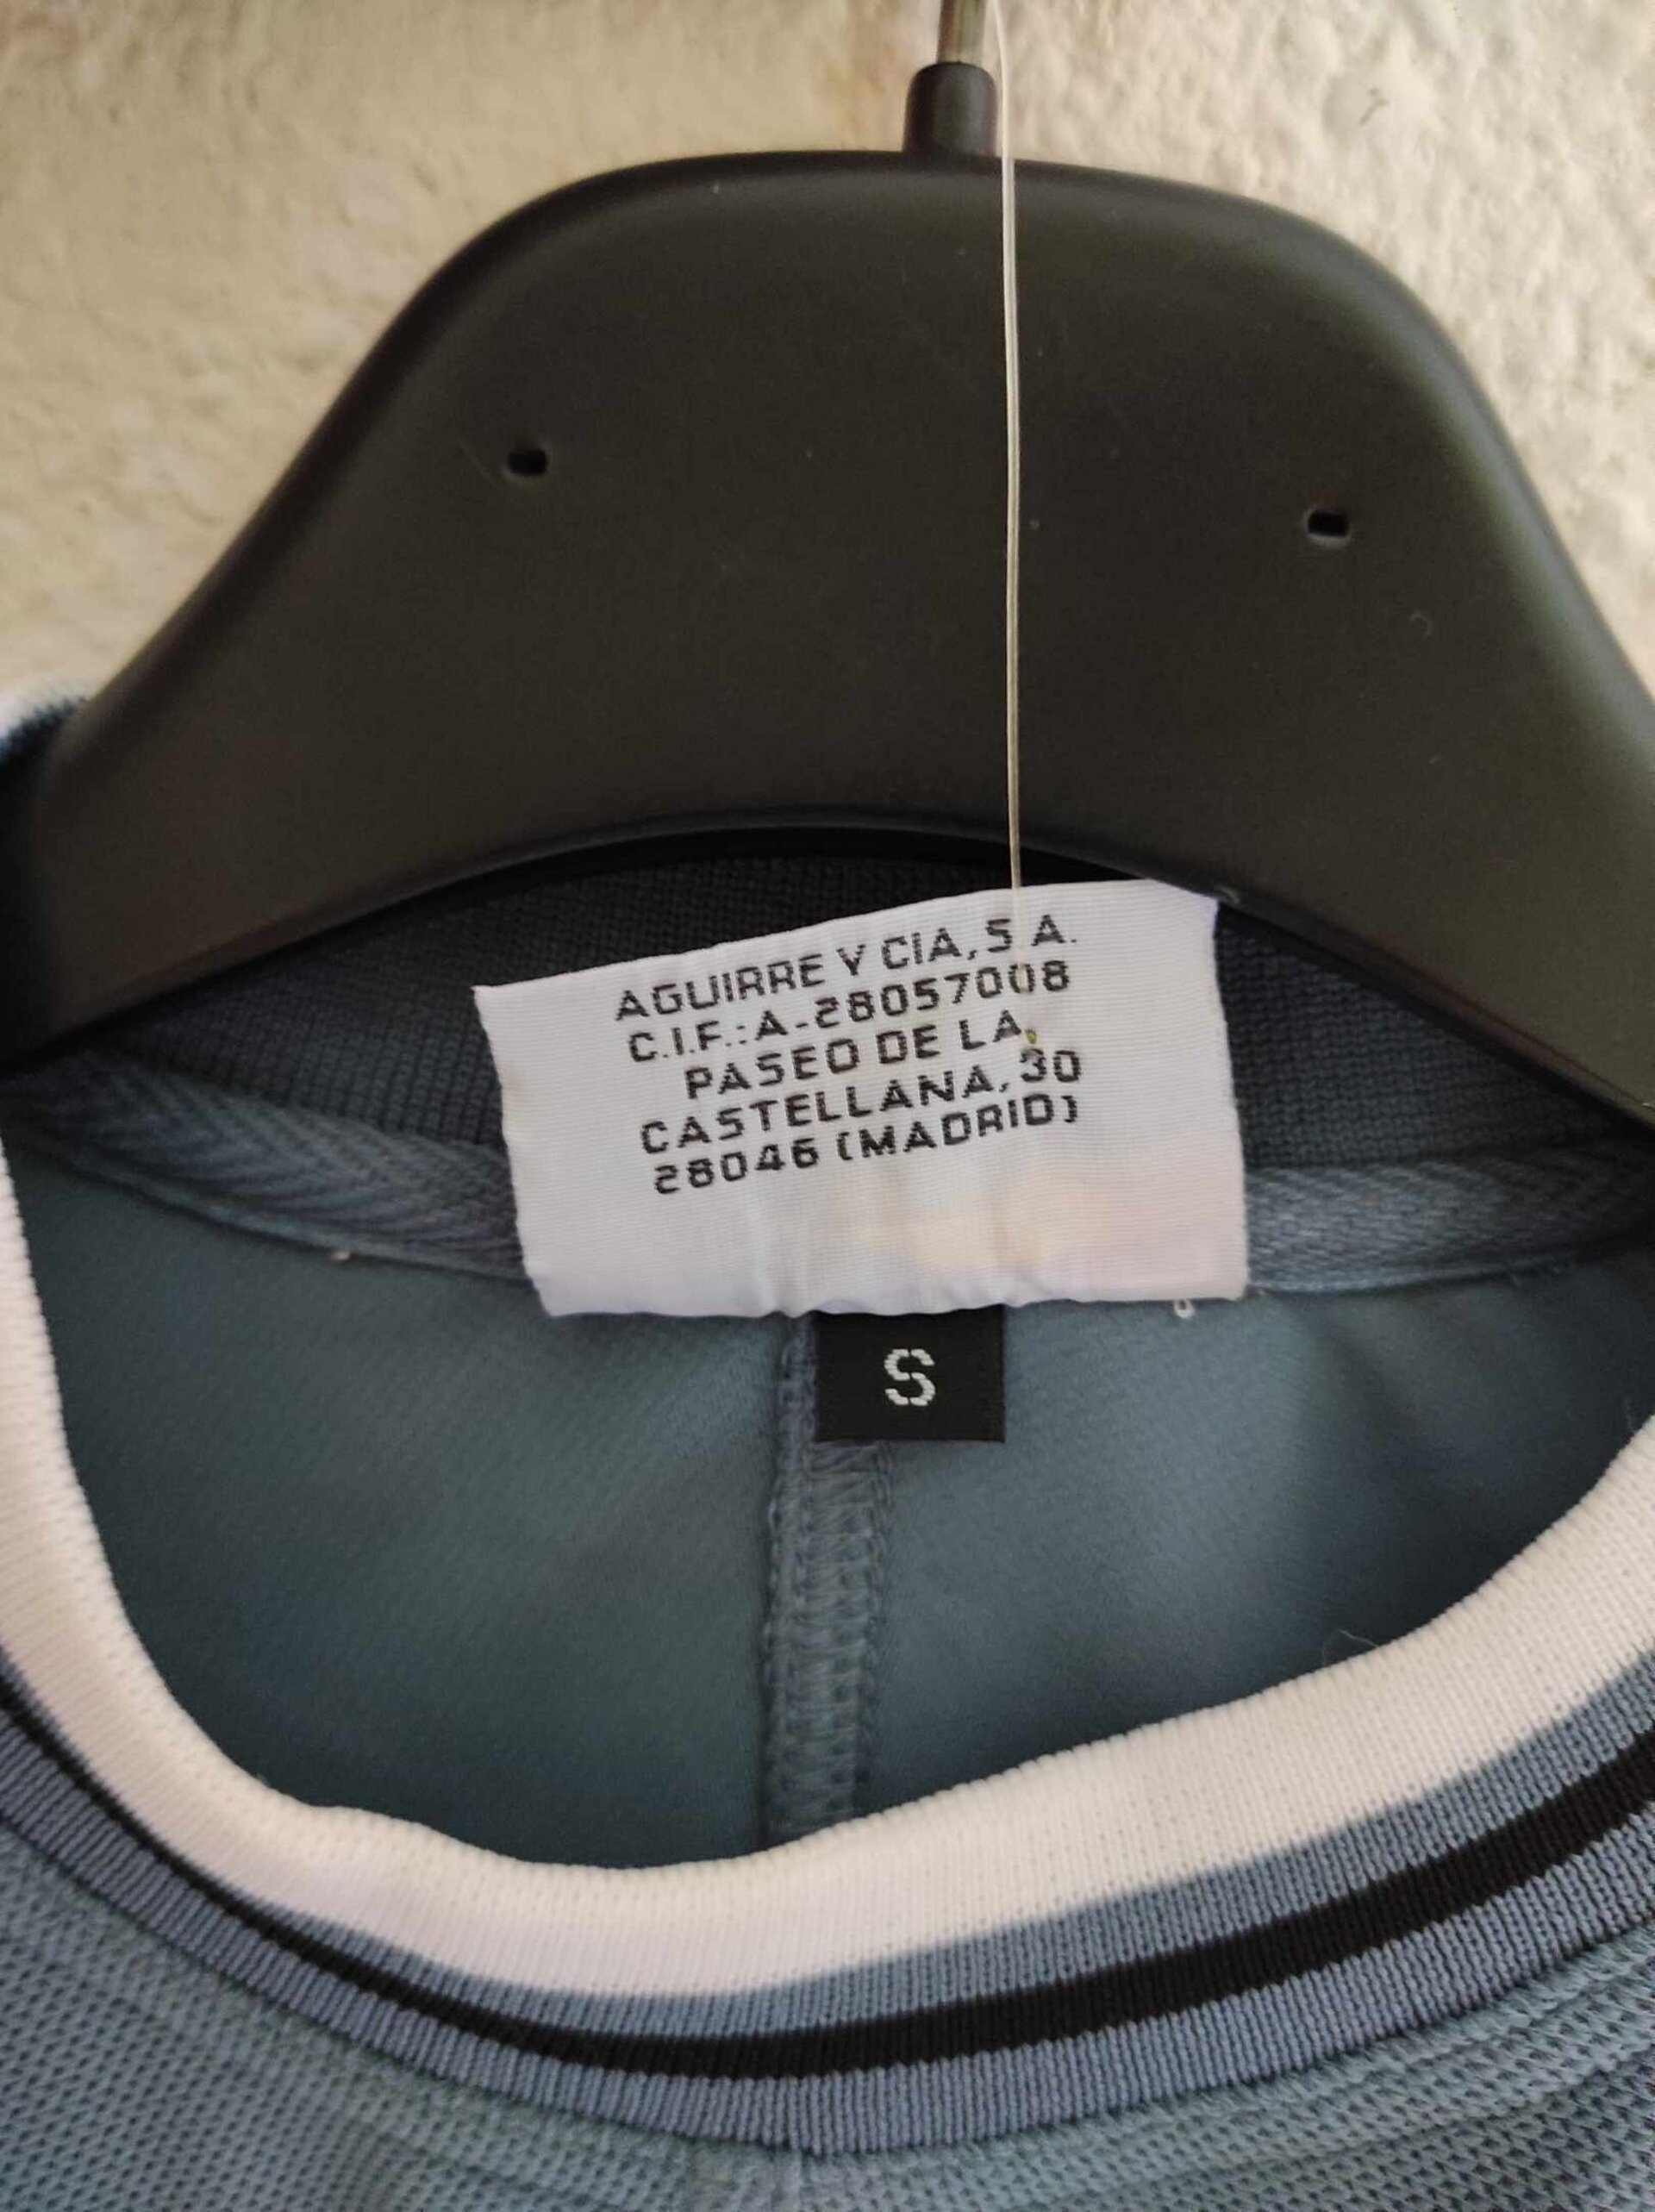 AGUIRRE Y CIA, S A.
C.I.F.:A-28057008
PASEO DE LA,
CASTELLANA, 30
28046 (MADRID)
S